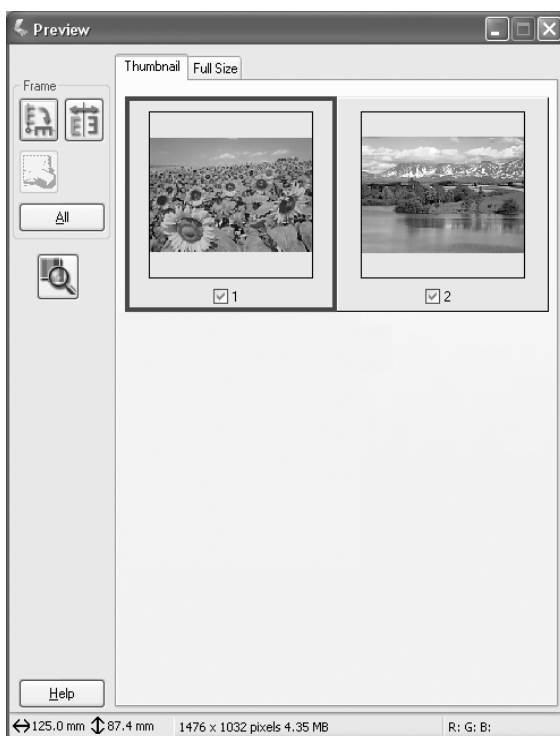 Preview
Thumbnail
Full Size
Frame
All
1
2
Help
125.0 mm 87.4 mm 1476 x 1032 pixels 4.35 MB R: G: B: